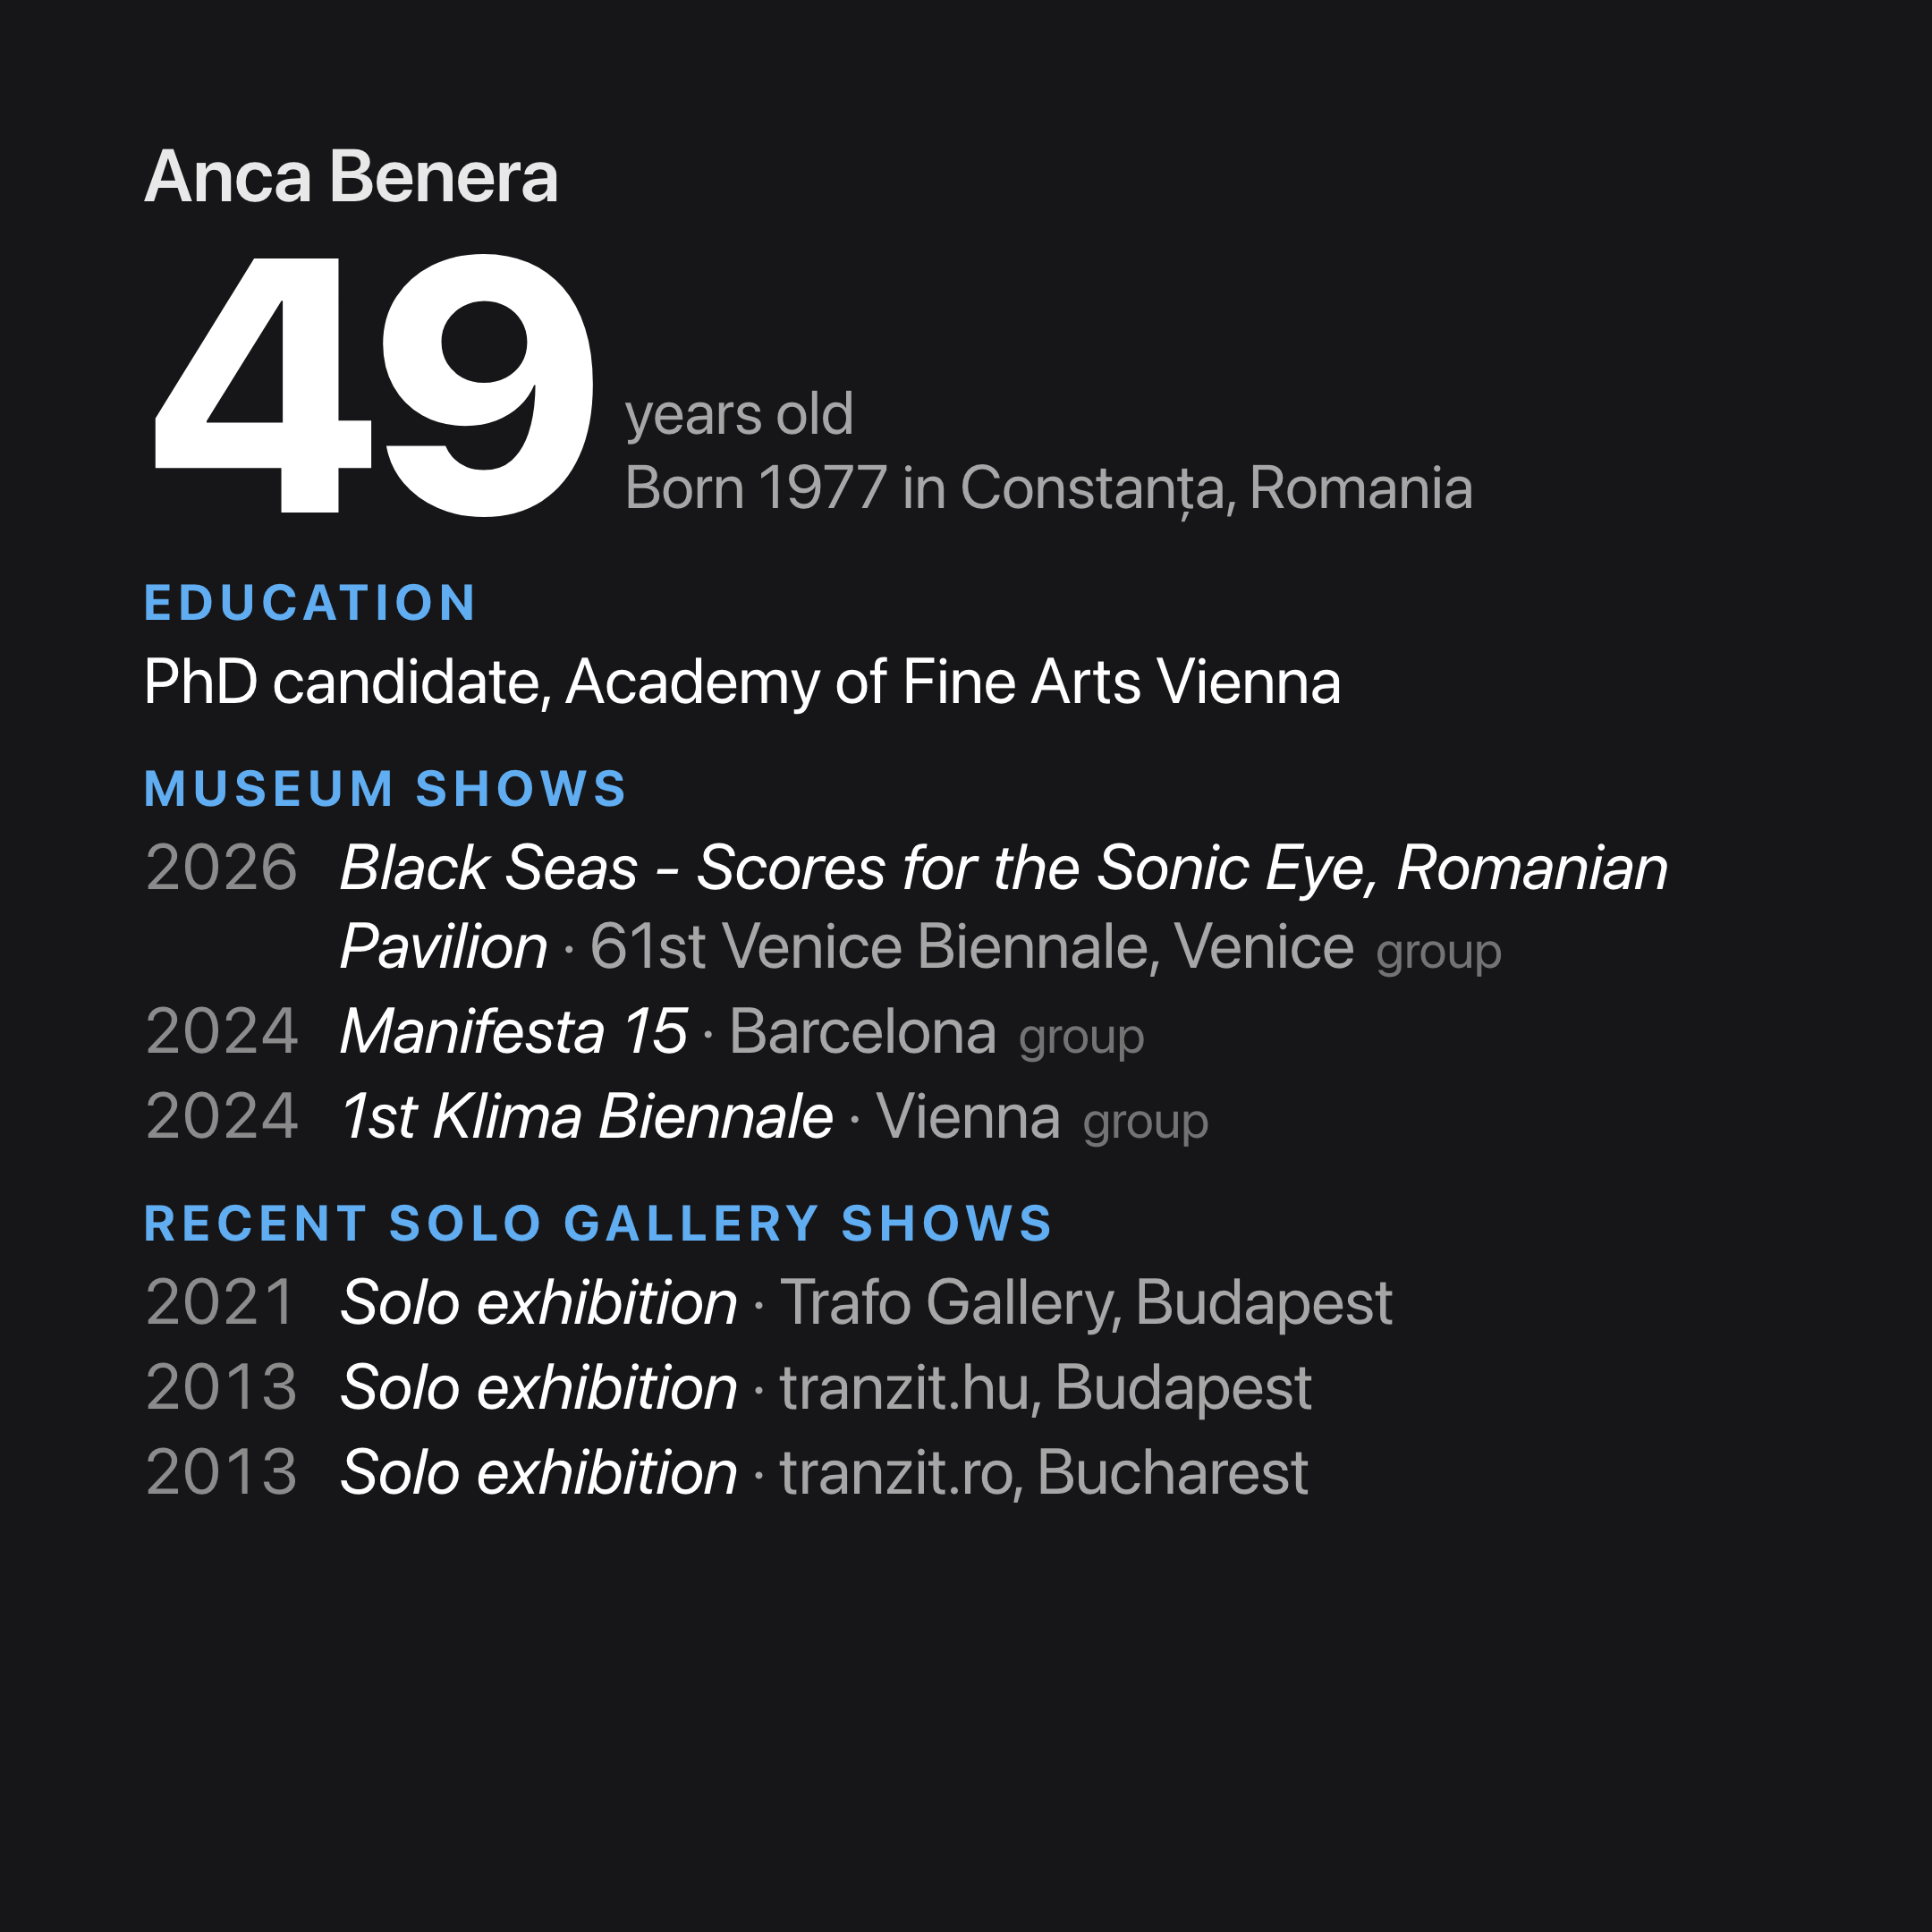 Anca Benera
49 years old
Born 1977 in Constanța, Romania
EDUCATION
PhD candidate, Academy of Fine Arts Vienna
MUSEUM SHOWS
2026 Black Seas - Scores for the Sonic Eye, Romanian
Pavilion · 61st Venice Biennale, Venice group
2024 Manifesta 15 · Barcelona group
2024 1st Klima Biennale · Vienna group
RECENT SOLO GALLERY SHOWS
2021 Solo exhibition · Trafo Gallery, Budapest
2013 Solo exhibition · tranzit.hu, Budapest
2013 Solo exhibition · tranzit.ro, Bucharest